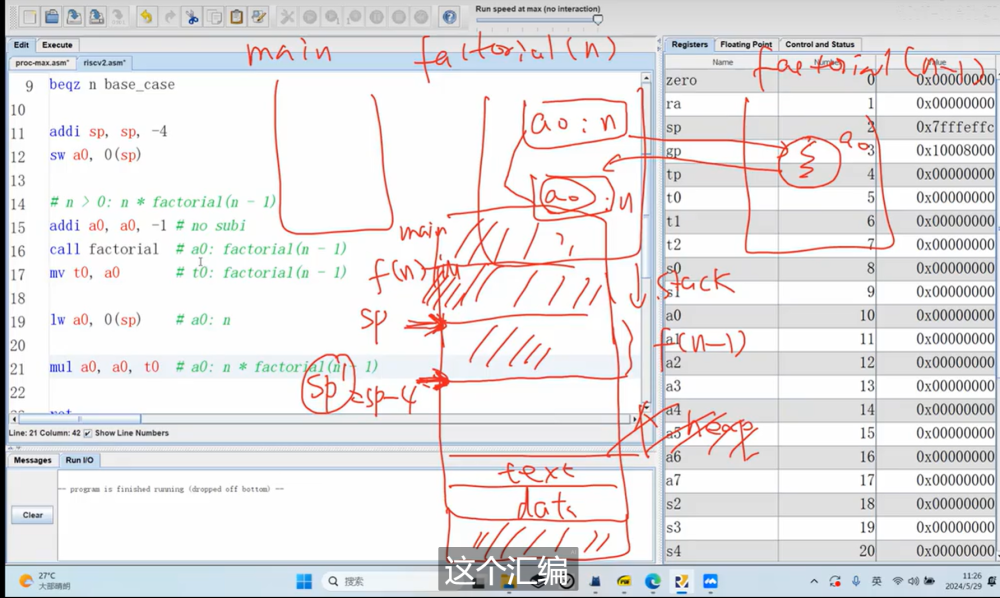 Run speed at max (no interaction)
Edit Execute
proc-max.asm* riscv2.asm*
9 beqz n base_case
10
11 addi sp, sp, -4
12 sw a0, 0(sp)
13
14 # n > 0: n * factorial(n - 1)
15 addi a0, a0, -1 # no subi
16 call factorial # a0: factorial(n - 1)
17 mv t0, a0 # t0: factorial(n - 1)
18
19 lw a0, 0(sp) # a0: n
20
21 mul a0, a0, t0 # a0: n * factorial(n - 1)
22
Line: 21 Column: 42 Show Line Numbers
Messages Run I/O
-- program is finished running (dropped off bottom) --
Clear
main
factorial(n)
factorial(n-1)
a0:n
a0
a0:n
main
f(n)
stack
sp
f(n-1)
sp'=sp-4
heap
text
data
Registers Floating Point Control and Status
Name Number Value
zero 0 0x00000000
ra 1 0x00000000
sp 2 0x7fffeffc
gp 3 0x10008000
tp 4 0x00000000
t0 5 0x00000000
t1 6 0x00000000
t2 7 0x00000000
s0 8 0x00000000
s1 9 0x00000000
a0 10 0x00000000
a1 11 0x00000000
a2 12 0x00000000
a3 13 0x00000000
a4 14 0x00000000
a5 15 0x00000000
a6 16 0x00000000
a7 17 0x00000000
s2 18 0x00000000
s3 19 0x00000000
s4 20 0x00000000
这个汇编
27°C
大部晴朗
搜索
英
11:26
2024/5/29